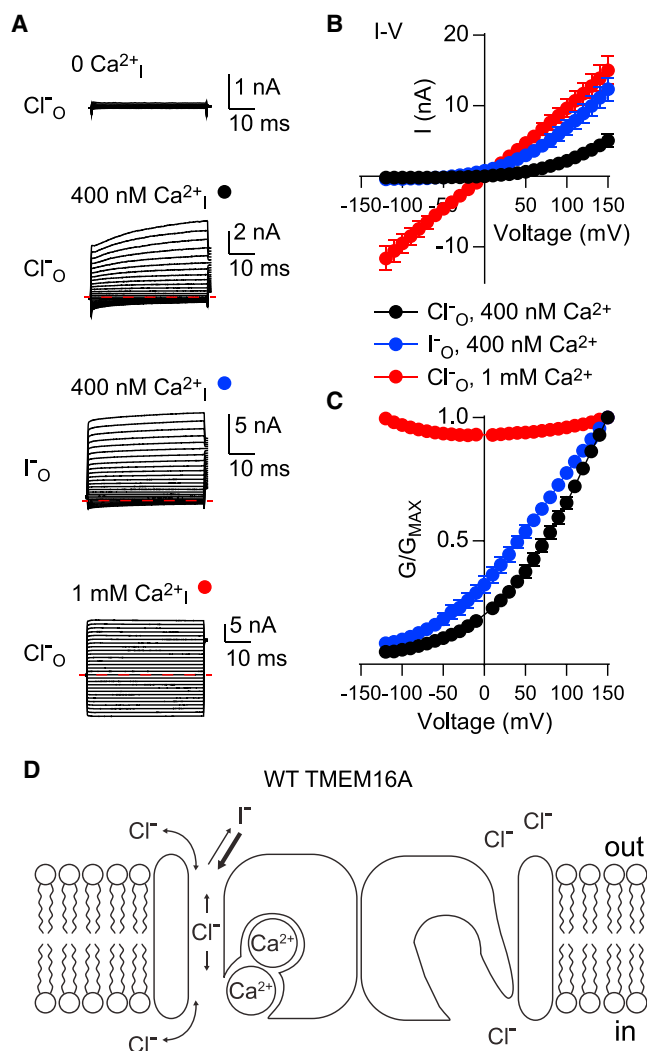 A
0 Ca²⁺I
Cl⁻O
1 nA
10 ms
400 nM Ca²⁺I
Cl⁻O
2 nA
10 ms
400 nM Ca²⁺I
I⁻O
5 nA
10 ms
1 mM Ca²⁺I
Cl⁻O
5 nA
10 ms
B
I-V
I (nA)
20
10
-10
-150 -100 -50 0 50 100 150
Voltage (mV)
Cl⁻O, 400 nM Ca²⁺
I⁻O, 400 nM Ca²⁺
Cl⁻O, 1 mM Ca²⁺
C
G/GMAX
1.0
0.5
-150 -100 -50 0 50 100 150
Voltage (mV)
D
WT TMEM16A
I⁻
Cl⁻
Cl⁻
Cl⁻
out
Cl⁻
Ca²⁺
Ca²⁺
Cl⁻
Cl⁻
in